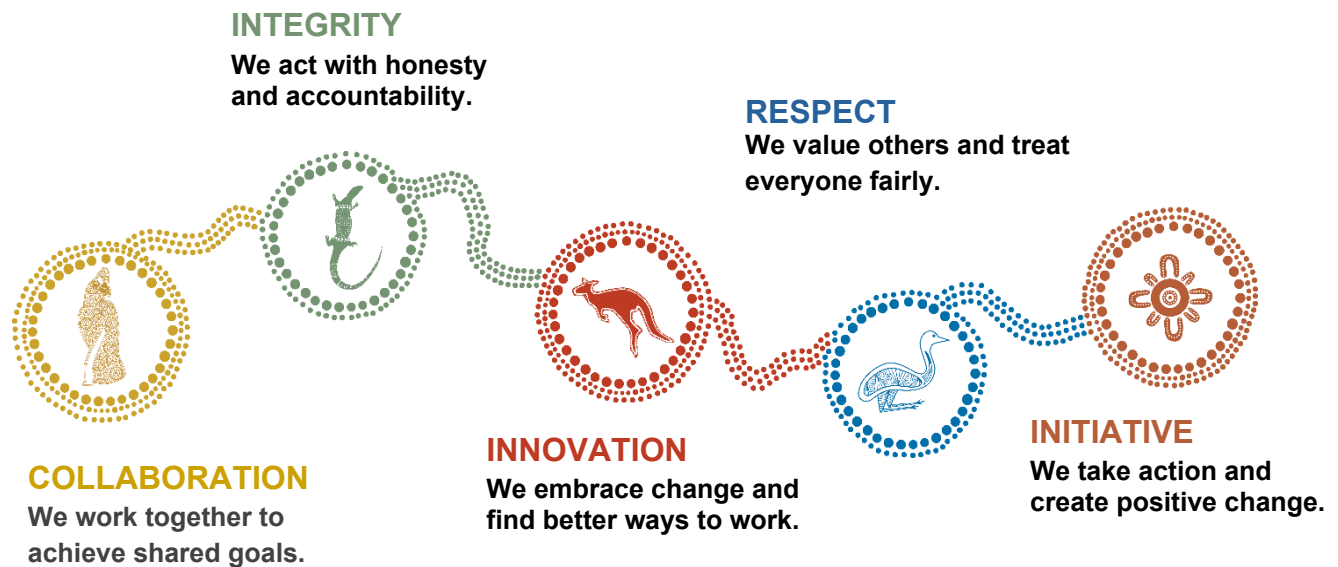 INTEGRITY
We act with honesty
and accountability.
RESPECT
We value others and treat
everyone fairly.
COLLABORATION
We work together to
achieve shared goals.
INNOVATION
We embrace change and
find better ways to work.
INITIATIVE
We take action and
create positive change.